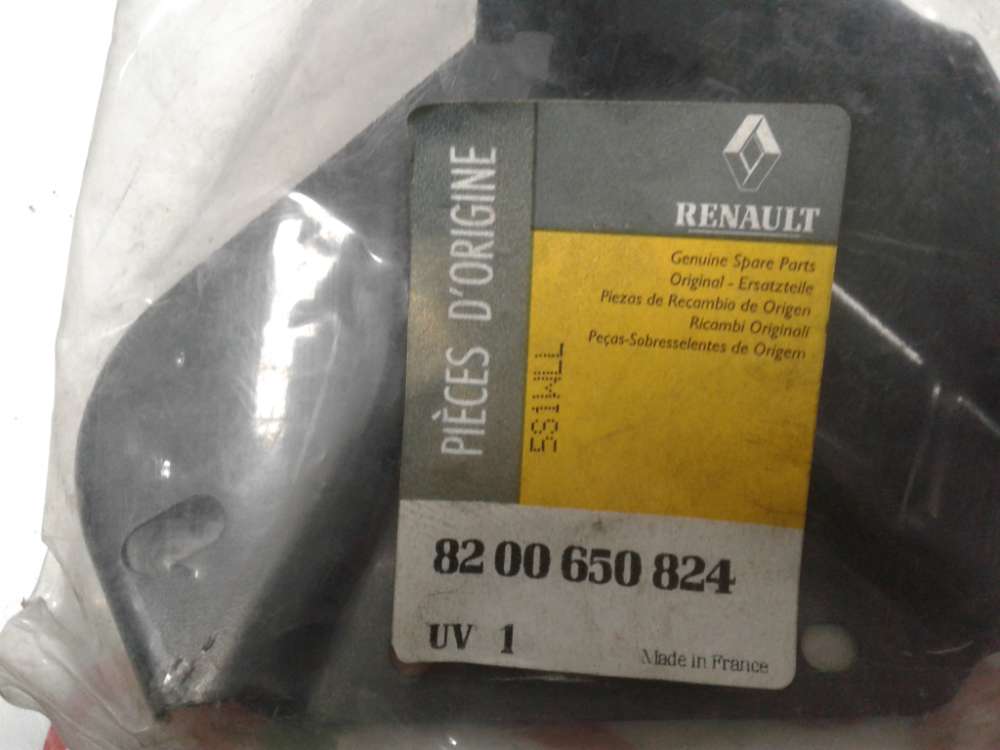 PIÈCES D'ORIGINE
RENAULT
Genuine Spare Parts
Original - Ersatzteile
Piezas de Recambio de Origen
Ricambi Originali
Peças-Sobresselentes de Origem
5S1WLL
82 00 650 824
UV 1
Made in France